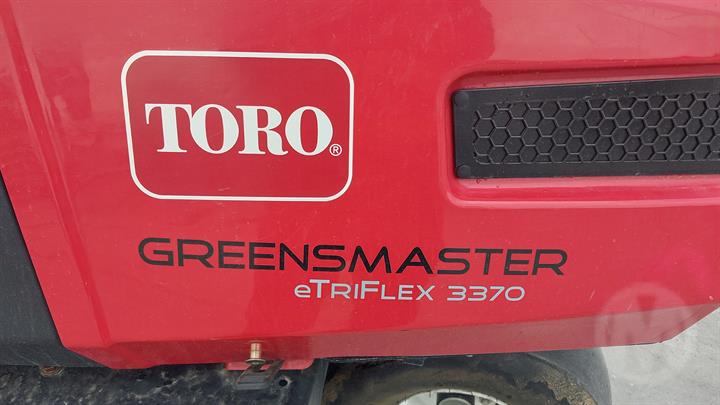 TORO®
GREENSMASTER
eTriFlex 3370